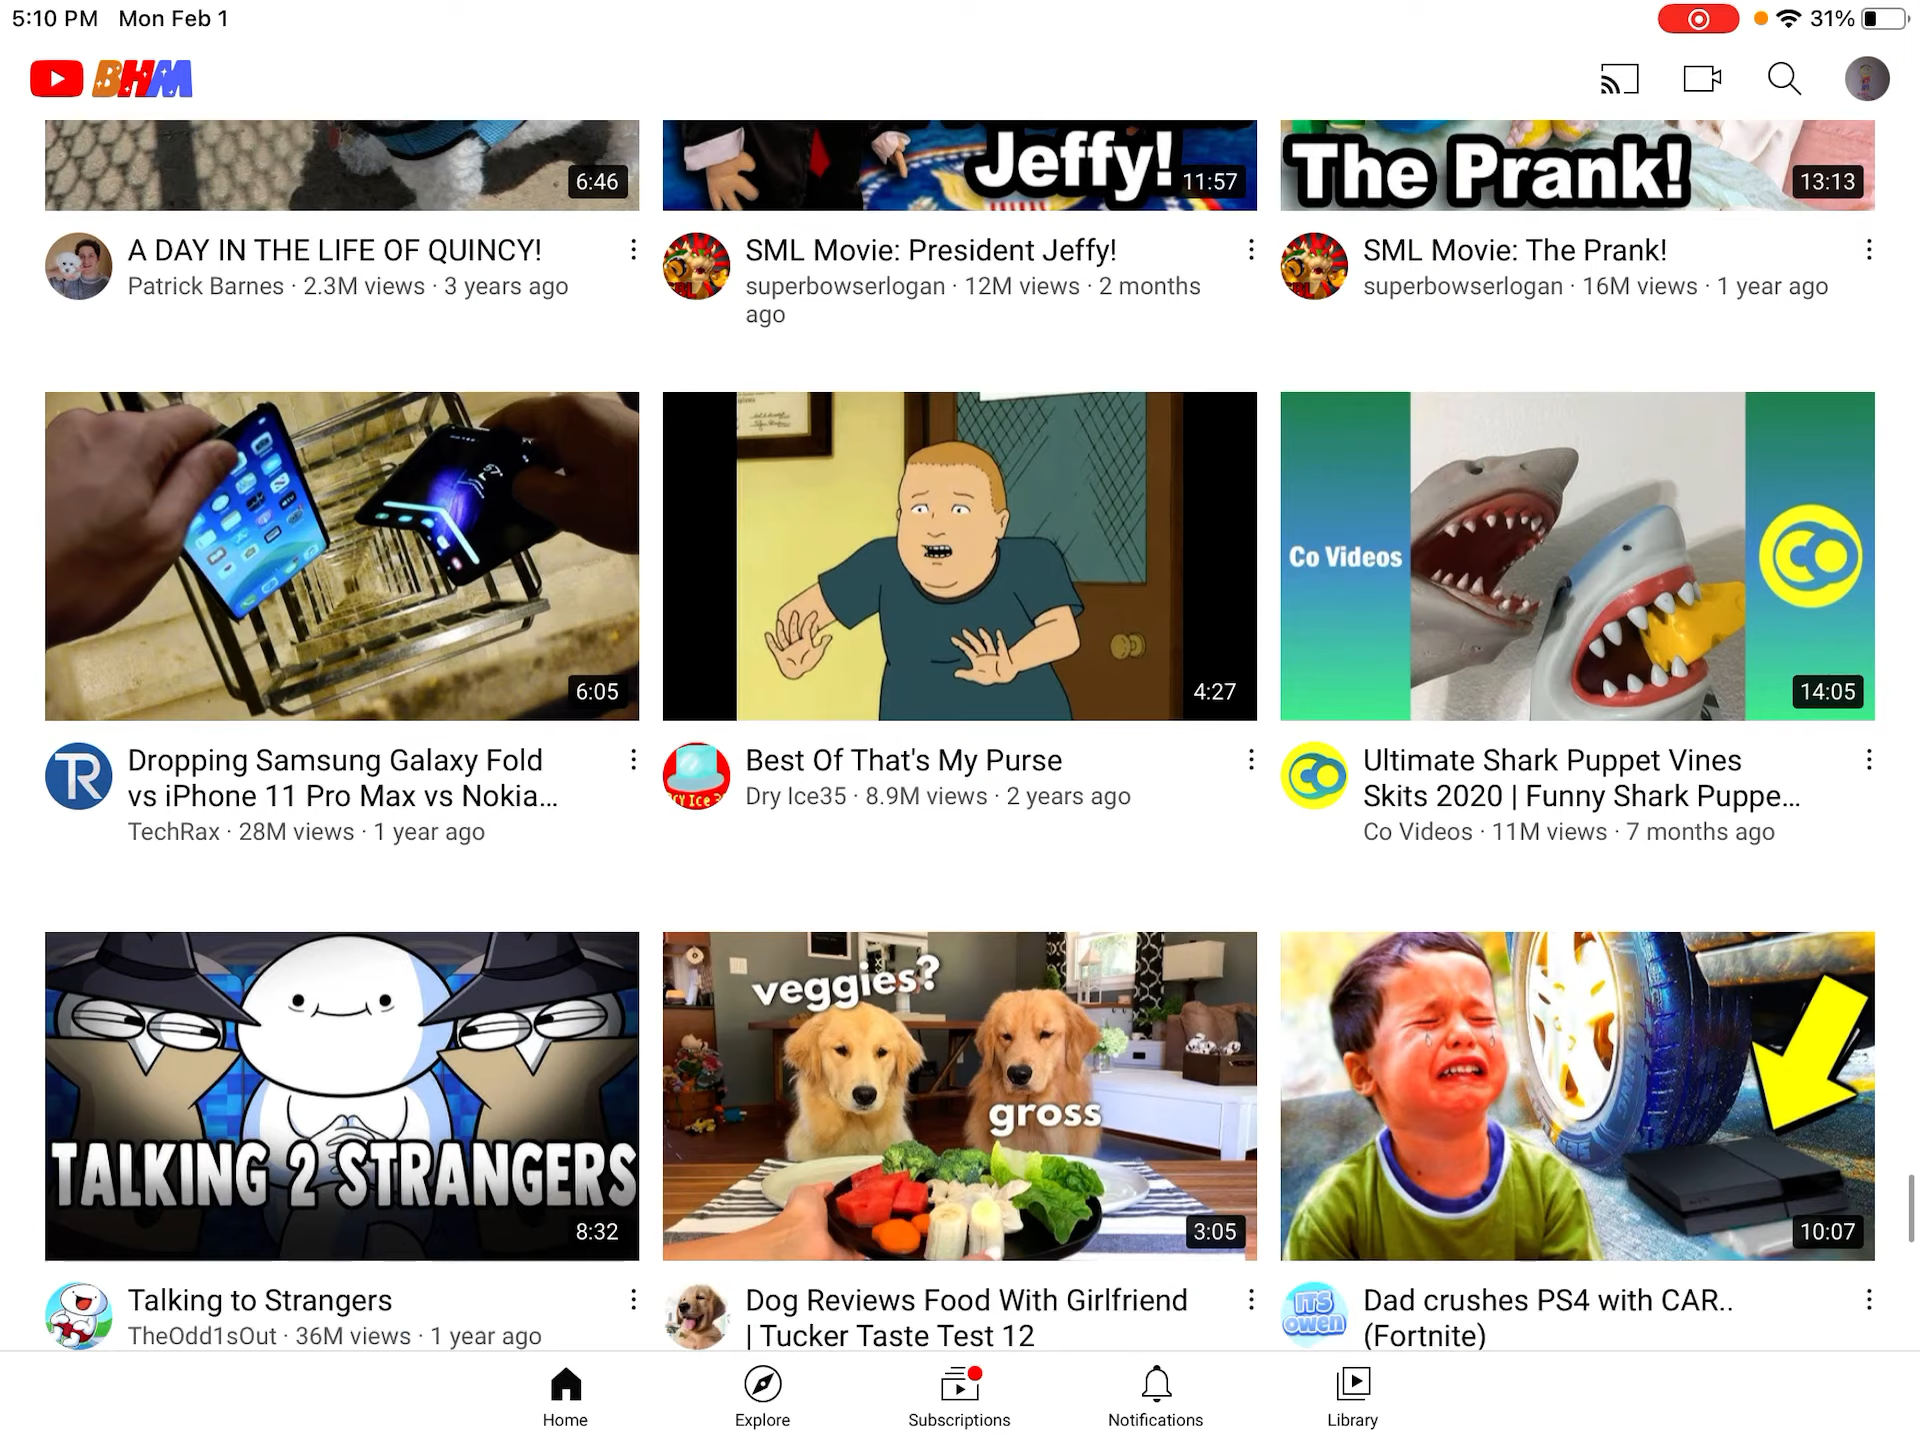 5:10 PM Mon Feb 1
31%
BHM
6:46
Jeffy!
11:57
The Prank!
13:13
A DAY IN THE LIFE OF QUINCY!
Patrick Barnes · 2.3M views · 3 years ago
SML Movie: President Jeffy!
superbowserlogan · 12M views · 2 months
ago
SML Movie: The Prank!
superbowserlogan · 16M views · 1 year ago
6:05
4:27
Co Videos
CO
14:05
TR
Dropping Samsung Galaxy Fold
vs iPhone 11 Pro Max vs Nokia...
TechRax · 28M views · 1 year ago
Best Of That's My Purse
Dry Ice35 · 8.9M views · 2 years ago
Ultimate Shark Puppet Vines
Skits 2020 | Funny Shark Puppe...
Co Videos · 11M views · 7 months ago
TALKING 2 STRANGERS
8:32
veggies?
gross
3:05
10:07
Talking to Strangers
TheOdd1sOut · 36M views · 1 year ago
Dog Reviews Food With Girlfriend
| Tucker Taste Test 12
ITS
Owen
Dad crushes PS4 with CAR..
(Fortnite)
Home
Explore
Subscriptions
Notifications
Library